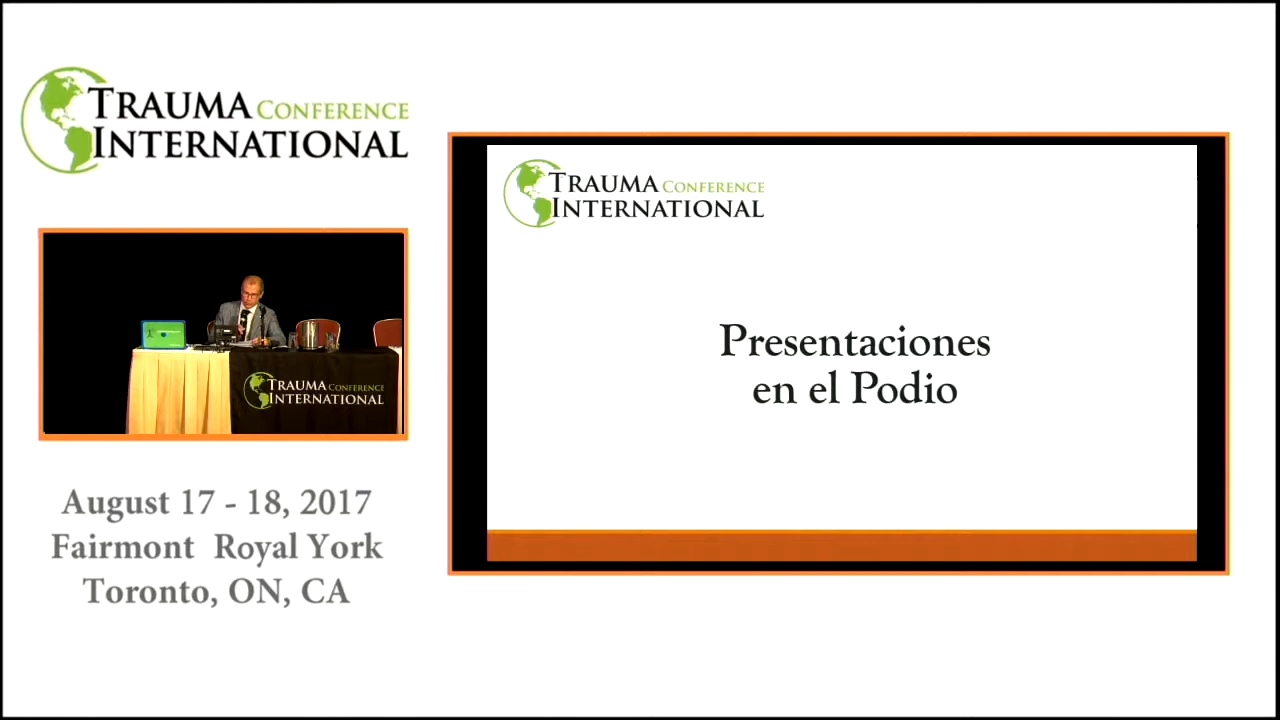 TRAUMA CONFERENCE
INTERNATIONAL
TRAUMA CONFERENCE
INTERNATIONAL
Presentaciones
en el Podio
TRAUMA CONFERENCE
INTERNATIONAL
August 17 - 18, 2017
Fairmont Royal York
Toronto, ON, CA